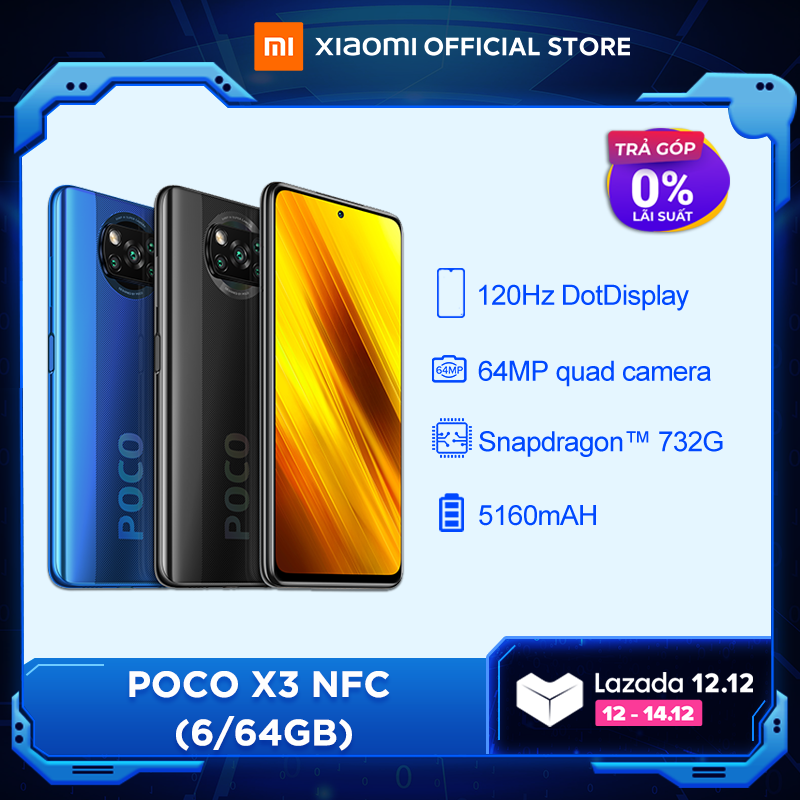 mi XIAOMI OFFICIAL STORE
TRẢ GÓP
0%
LÃI SUẤT
120Hz DotDisplay
64MP
64MP quad camera
Snapdragon™ 732G
5160mAH
POCO
POCO
POCO X3 NFC
(6/64GB)
Lazada 12.12
12 - 14.12